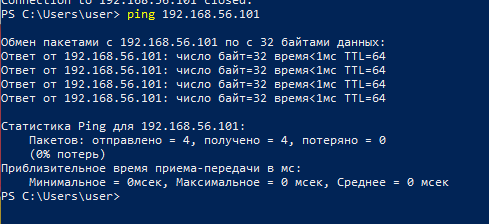 Connection to 192.168.56.101 closed.
PS C:\Users\user> ping 192.168.56.101
Обмен пакетами с 192.168.56.101 по с 32 байтами данных:
Ответ от 192.168.56.101: число байт=32 время<1мс TTL=64
Ответ от 192.168.56.101: число байт=32 время<1мс TTL=64
Ответ от 192.168.56.101: число байт=32 время<1мс TTL=64
Ответ от 192.168.56.101: число байт=32 время<1мс TTL=64
Статистика Ping для 192.168.56.101:
Пакетов: отправлено = 4, получено = 4, потеряно = 0
(0% потерь)
Приблизительное время приема-передачи в мс:
Минимальное = 0мсек, Максимальное = 0 мсек, Среднее = 0 мсек
PS C:\Users\user>